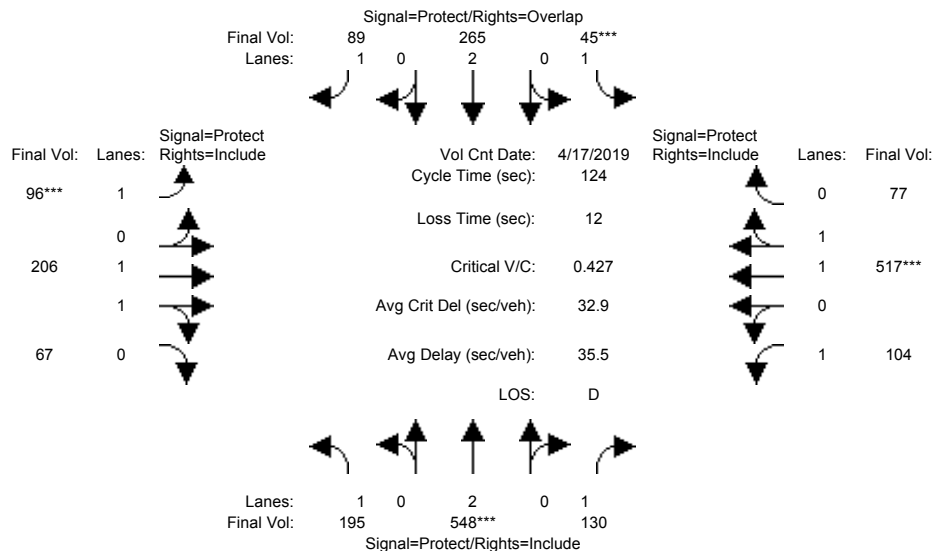 Signal=Protect/Rights=Overlap
Final Vol: 89 265 45***
Lanes: 1 0 2 0 1
Signal=Protect Signal=Protect
Final Vol: Lanes: Rights=Include Vol Cnt Date: 4/17/2019 Rights=Include Lanes: Final Vol:
Cycle Time (sec): 124
96*** 1 0 77
Loss Time (sec): 12
0 1
206 1 Critical V/C: 0.427 1 517***
1 Avg Crit Del (sec/veh): 32.9 0
67 0 Avg Delay (sec/veh): 35.5 1 104
LOS: D
Lanes: 1 0 2 0 1
Final Vol: 195 548*** 130
Signal=Protect/Rights=Include